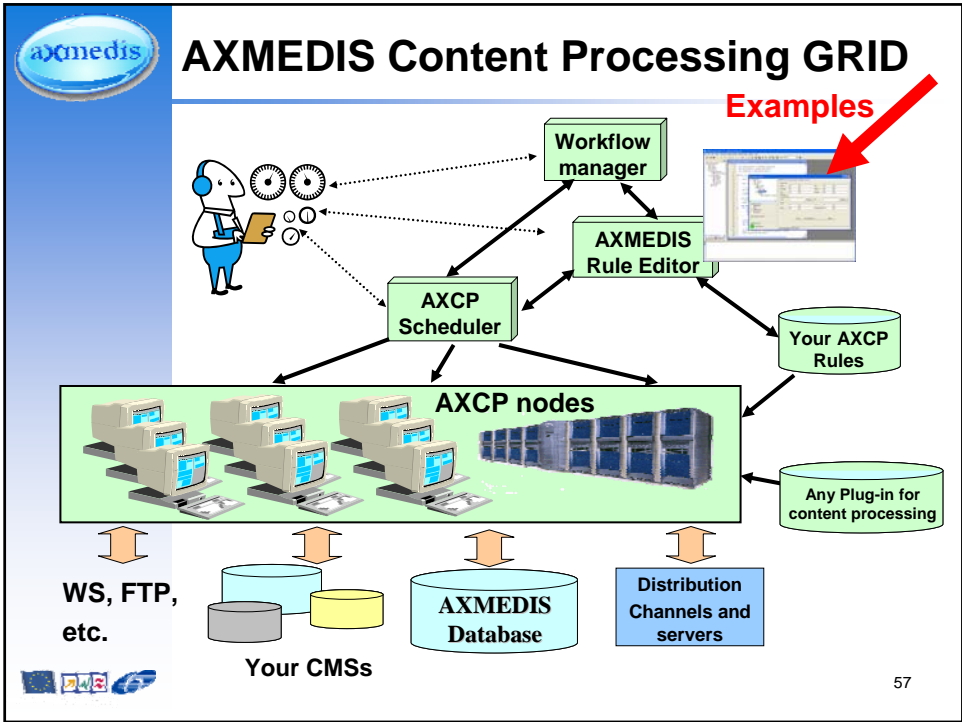 axmedis
AXMEDIS Content Processing GRID
Examples
Workflow
manager
AXMEDIS
Rule Editor
AXCP
Scheduler
Your AXCP
Rules
AXCP nodes
Any Plug-in for
content processing
WS, FTP,
etc.
Your CMSs
AXMEDIS
Database
Distribution
Channels and
servers
57